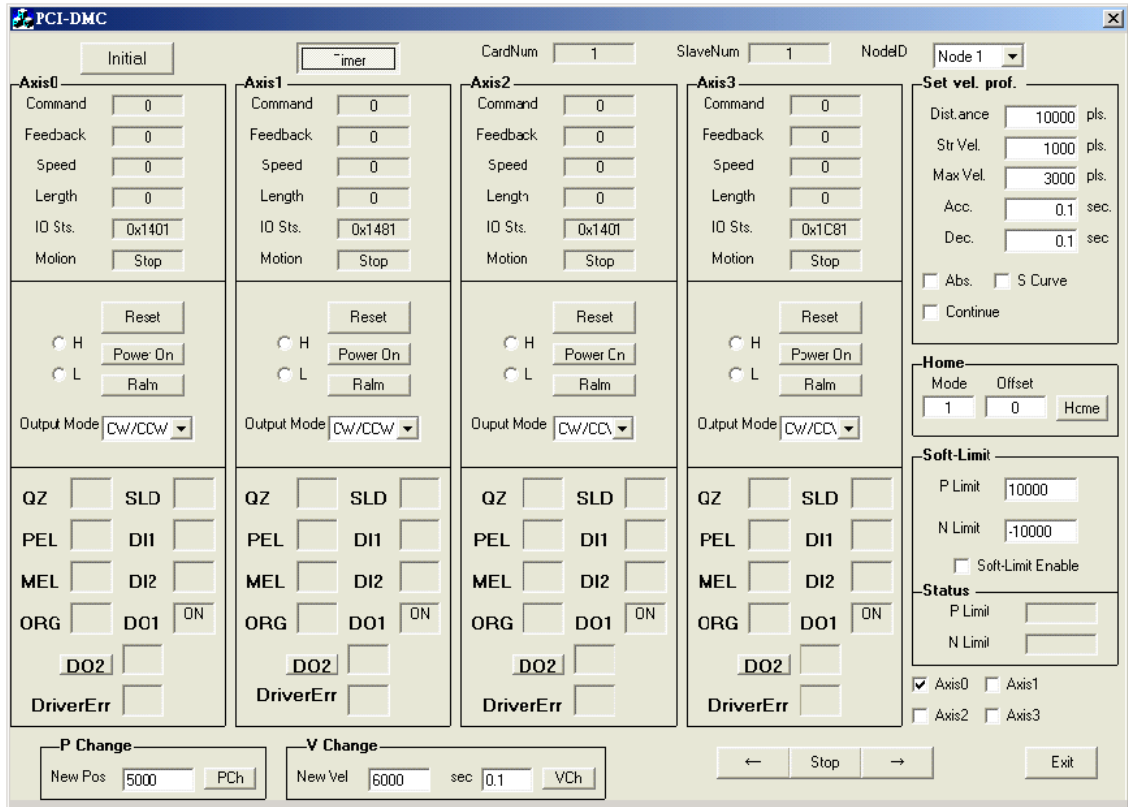 PCI-DMC
Initial
Timer
CardNum 1
SlaveNum 1
NodeID Node 1
Axis0
Command 0
Feedback 0
Speed 0
Length 0
IO Sts. 0x1401
Motion Stop
Reset
H
Power On
L
Ralm
Output Mode CW/CCW
QZ SLD
PEL DI1
MEL DI2
ORG DO1 ON
DO2
DriverErr
Axis1
Command 0
Feedback 0
Speed 0
Length 0
IO Sts. 0x1481
Motion Stop
Reset
H
Power On
L
Ralm
Output Mode CW/CCW
QZ SLD
PEL DI1
MEL DI2
ORG DO1 ON
DO2
DriverErr
Axis2
Command 0
Feedback 0
Speed 0
Length 0
IO Sts. 0x1401
Motion Stop
Reset
H
Power On
L
Ralm
Ouput Mode CW/CC\
QZ SLD
PEL DI1
MEL DI2
ORG DO1 ON
DO2
DriverErr
Axis3
Command 0
Feedback 0
Speed 0
Length 0
IO Sts. 0x1C81
Motion Stop
Reset
H
Power On
L
Ralm
Output Mode CW/CC\
QZ SLD
PEL DI1
MEL DI2
ORG DO1 ON
DO2
DriverErr
Set vel. prof.
Distance 10000 pls.
Str Vel. 1000 pls.
Max Vel. 3000 pls.
Acc. 0.1 sec.
Dec. 0.1 sec
Abs. S Curve
Continue
Home
Mode Offset
1 0 Home
Soft-Limit
P Limit 10000
N Limit -10000
Soft-Limit Enable
Status
P Limit
N Limit
Axis0 Axis1
Axis2 Axis3
P Change
New Pos 5000 PCh
V Change
New Vel 6000 sec 0.1 VCh
← Stop →
Exit